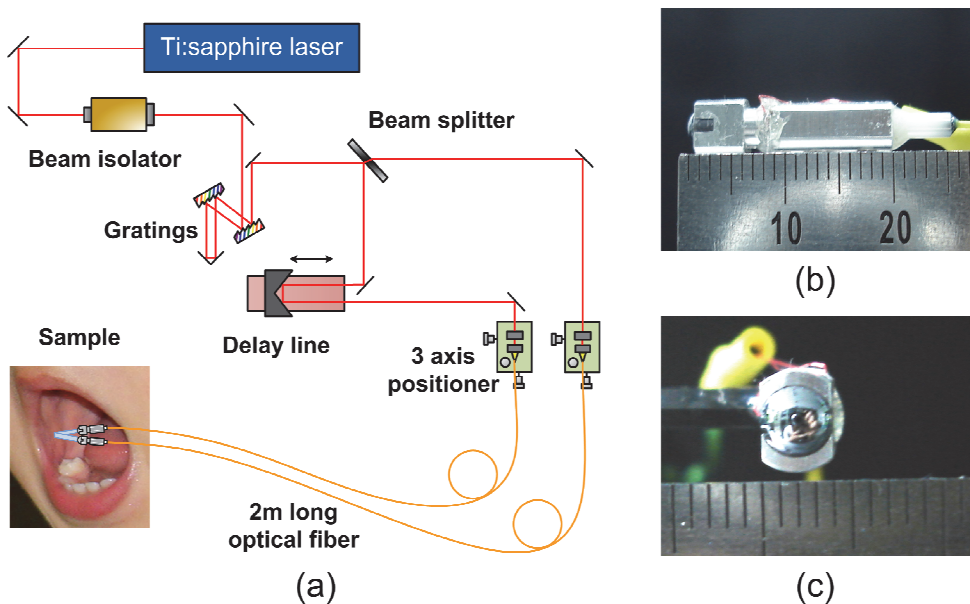 Ti:sapphire laser
Beam isolator
Beam splitter
Gratings
Delay line
Sample
3 axis
positioner
2m long
optical fiber
(a)
10 20
(b)
(c)